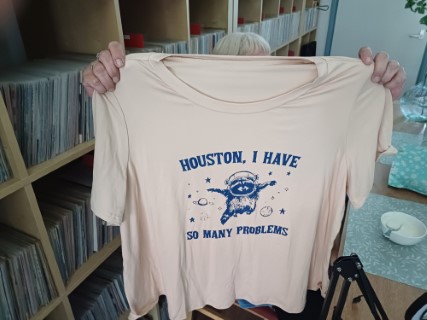 HOUSTON, I HAVE
SO MANY PROBLEMS